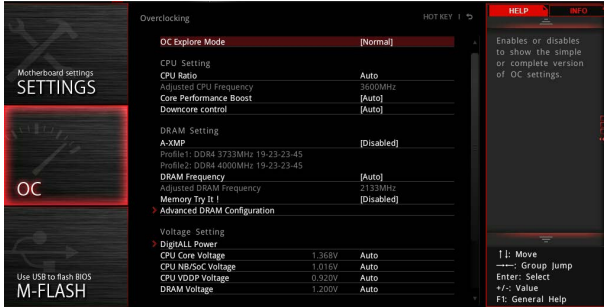 Overclocking
HOT KEY
HELP
INFO
Motherboard settings
SETTINGS
OC
Use USB to flash BIOS
M-FLASH
OC Explore Mode [Normal]
CPU Setting
CPU Ratio Auto
Adjusted CPU Frequency 3600MHz
Core Performance Boost [Auto]
Downcore control [Auto]
DRAM Setting
A-XMP [Disabled]
Profile1: DDR4 3733MHz 19-23-23-45
Profile2: DDR4 4000MHz 19-23-23-45
DRAM Frequency [Auto]
Adjusted DRAM Frequency 2133MHz
Memory Try It ! [Disabled]
Advanced DRAM Configuration
Voltage Setting
DigitALL Power
CPU Core Voltage 1.368V Auto
CPU NB/SoC Voltage 1.016V Auto
CPU VDDP Voltage 0.920V Auto
DRAM Voltage 1.200V Auto
Enables or disables
to show the simple
or complete version
of OC settings.
↑↓: Move
→←: Group Jump
Enter: Select
+/-: Value
F1: General Help